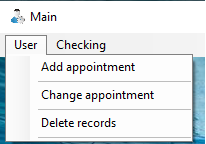 Main
User Checking
Add appointment
Change appointment
Delete records